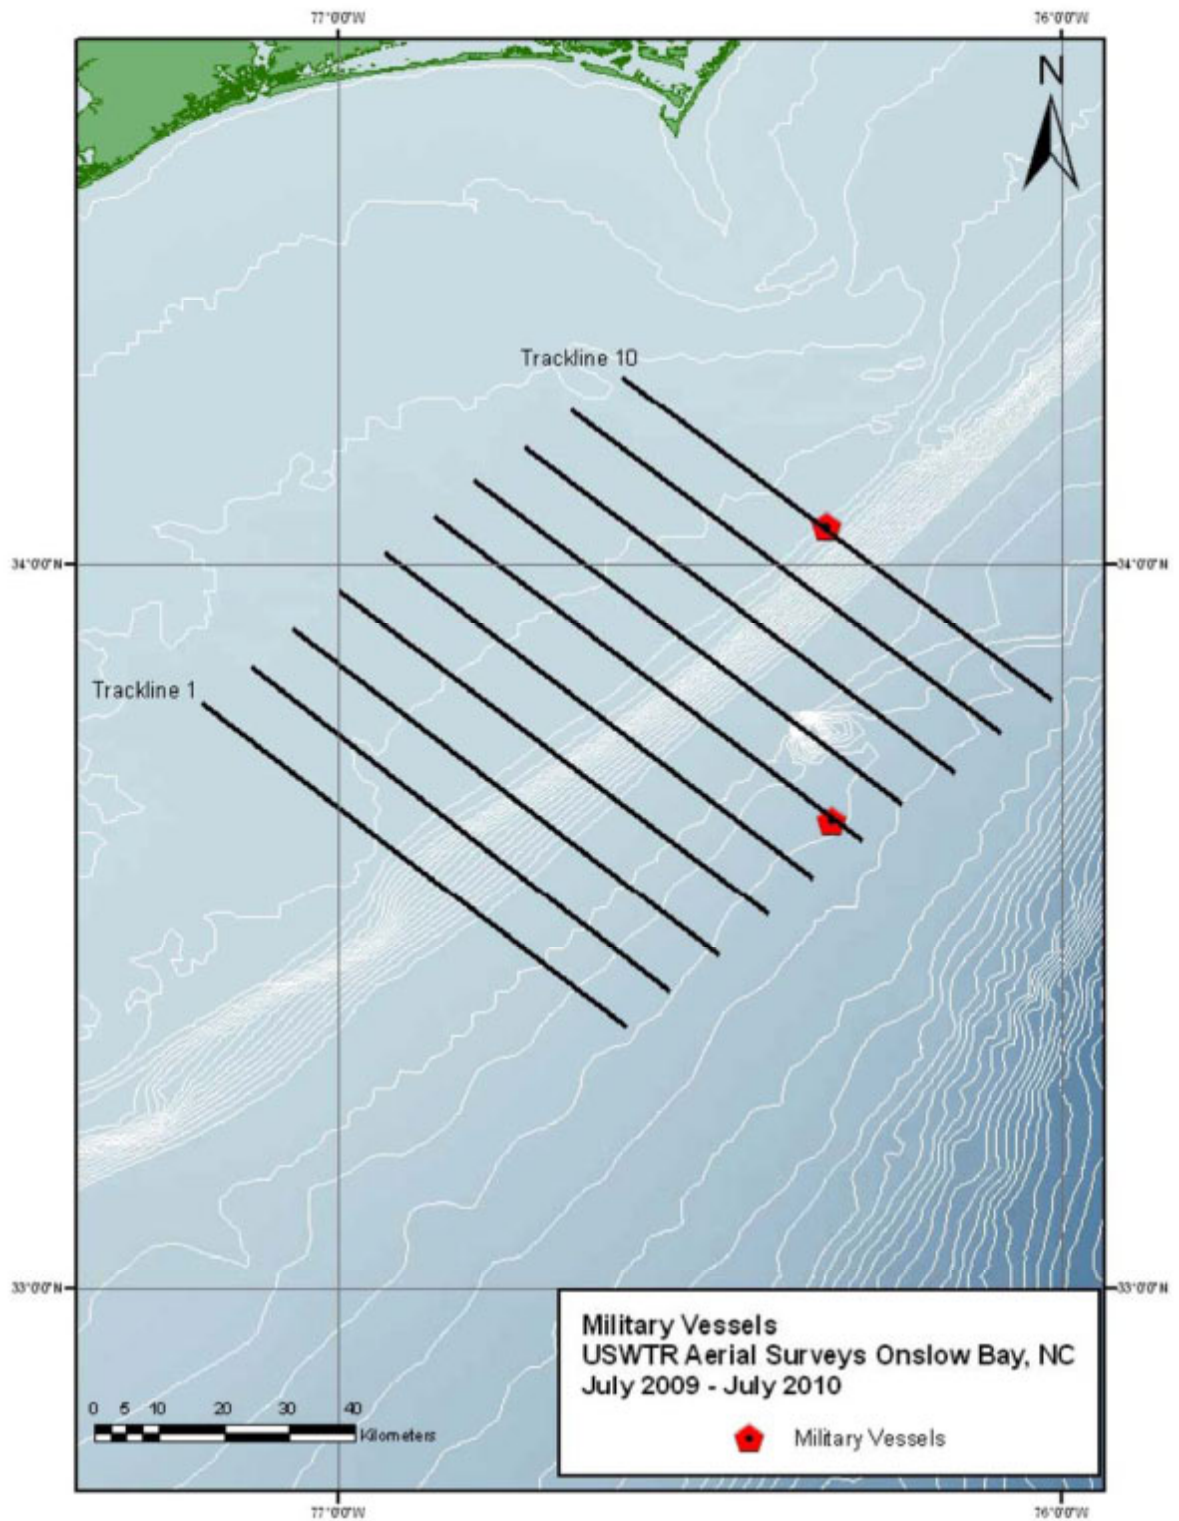 77°0'0"W 76°0'0"W
N
Trackline 10
34°0'0"N 34°0'0"N
Trackline 1
33°0'0"N 33°0'0"N
Military Vessels
USWTR Aerial Surveys Onslow Bay, NC
July 2009 - July 2010
Military Vessels
0 5 10 20 30 40
Kilometers
77°0'0"W 76°0'0"W